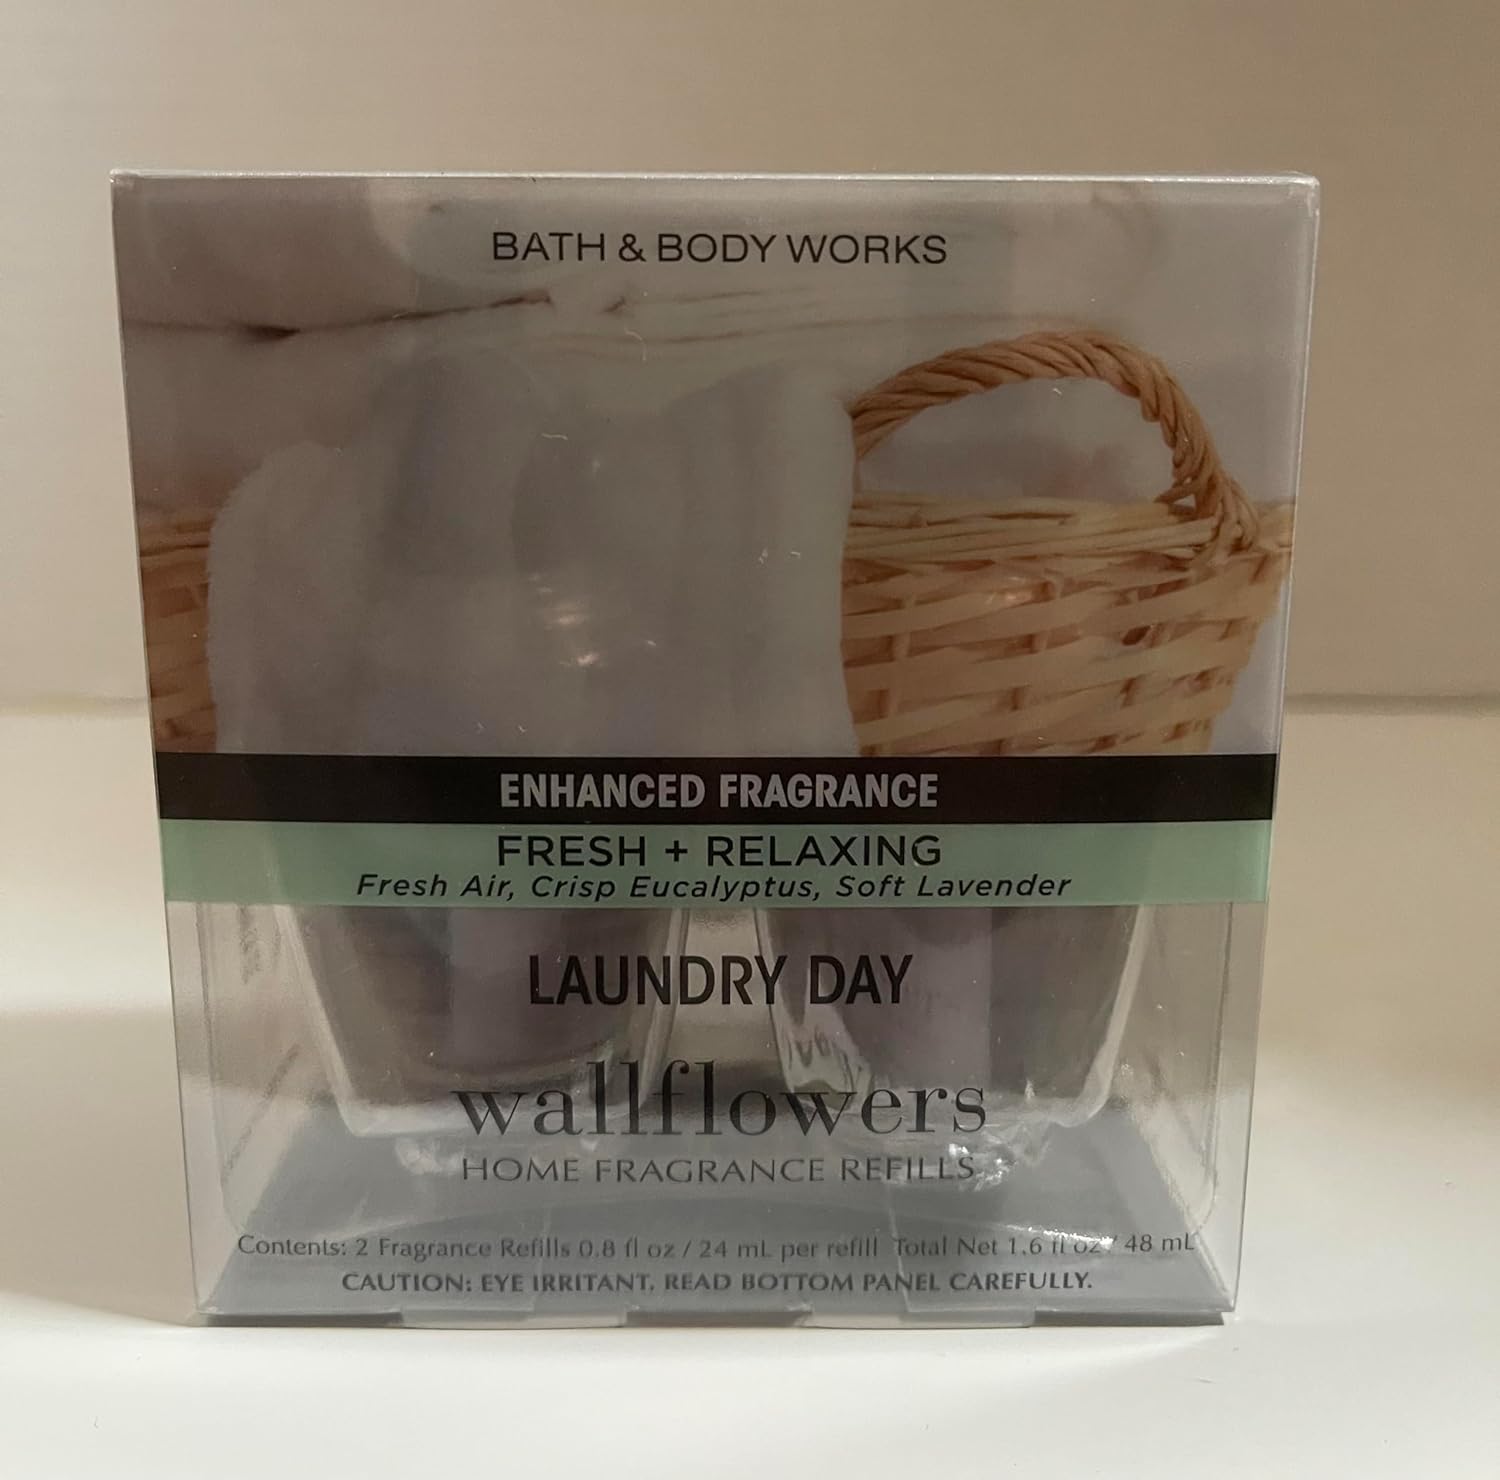 BATH & BODY WORKS
ENHANCED FRAGRANCE
FRESH + RELAXING
Fresh Air, Crisp Eucalyptus, Soft Lavender
LAUNDRY DAY
wallflowers
HOME FRAGRANCE REFILLS
Contents: 2 Fragrance Refills 0.8 fl oz / 24 mL per refill Total Net 1.6 fl oz / 48 mL
CAUTION: EYE IRRITANT. READ BOTTOM PANEL CAREFULLY.